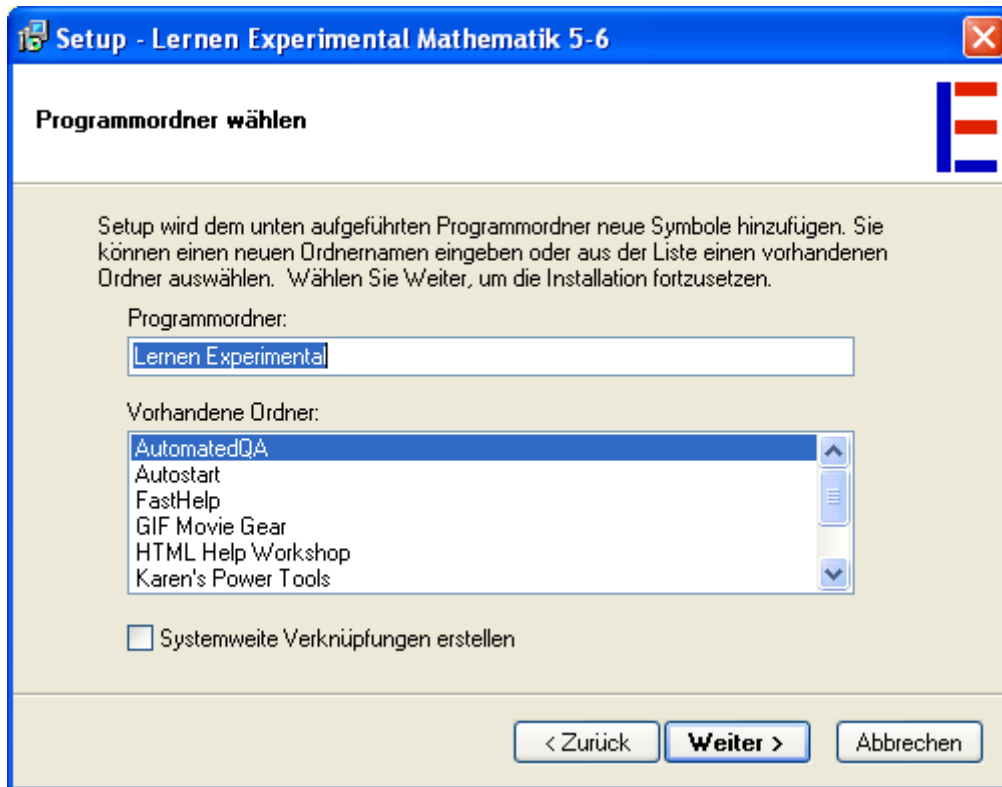 Setup - Lernen Experimental Mathematik 5-6
Programmordner wählen
Setup wird dem unten aufgeführten Programmordner neue Symbole hinzufügen. Sie
können einen neuen Ordnernamen eingeben oder aus der Liste einen vorhandenen
Ordner auswählen.  Wählen Sie Weiter, um die Installation fortzusetzen.
Programmordner:
Lernen Experimental
Vorhandene Ordner:
AutomatedQA
Autostart
FastHelp
GIF Movie Gear
HTML Help Workshop
Karen's Power Tools
Systemweite Verknüpfungen erstellen
< Zurück Weiter > Abbrechen